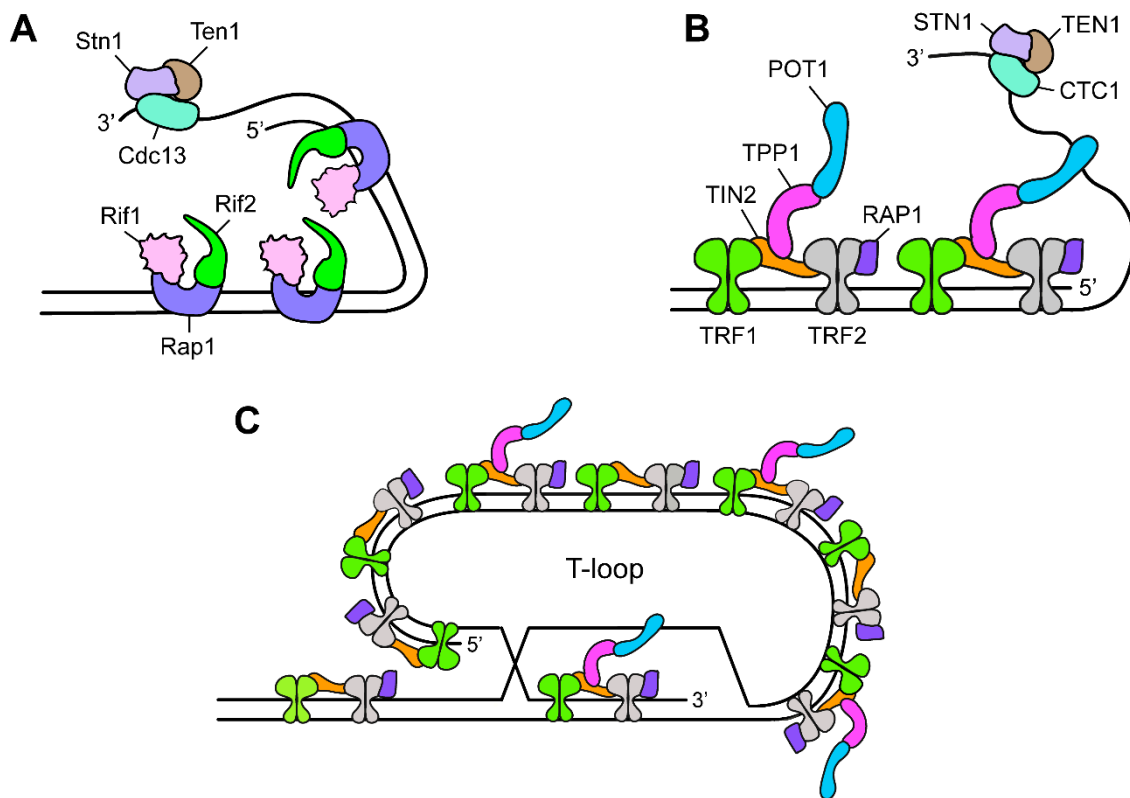 A
Stn1
Ten1
3’
5’
Cdc13
Rif1
Rif2
Rap1
B
STN1
TEN1
3’
CTC1
POT1
TPP1
TIN2
RAP1
5’
TRF1
TRF2
C
T-loop
5’
3’